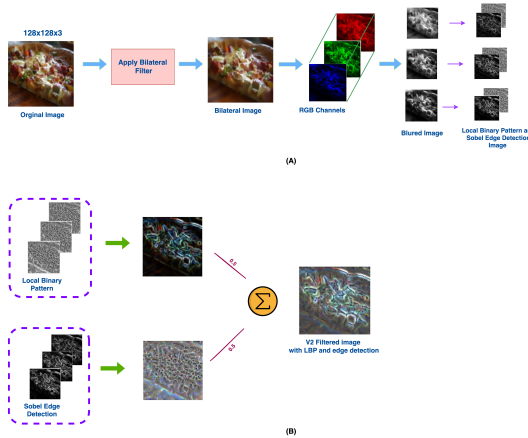 128x128x3
Apply Bilateral
Filter
Orginal Image
Bilateral Image
RGB Channels
Blured Image
Local Binary Pattern a
Sobel Edge Detection
Image
(A)
Local Binary
Pattern
0.5
Σ
0.5
V2 Filtered image
with LBP and edge detection
Sobel Edge
Detection
(B)